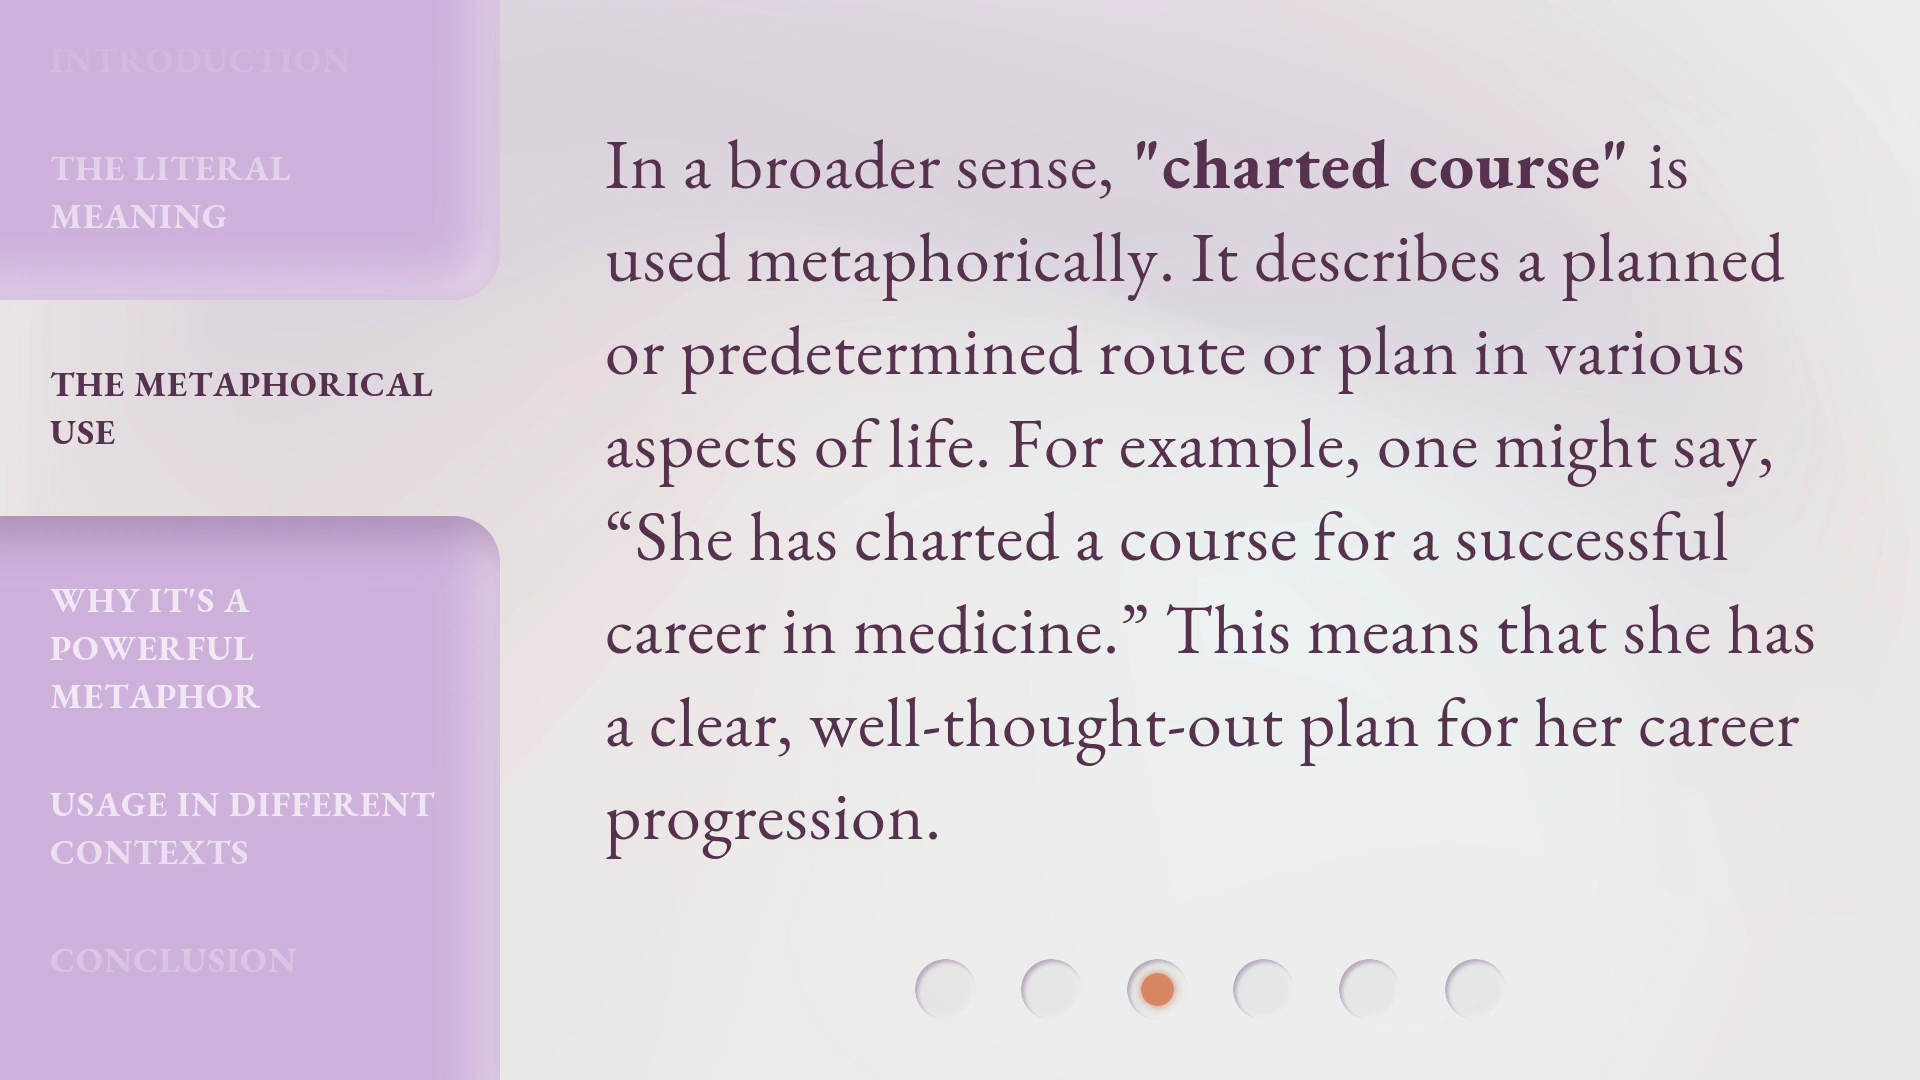 INTRODUCTION
THE LITERAL
MEANING
THE METAPHORICAL
USE
WHY IT'S A
POWERFUL
METAPHOR
USAGE IN DIFFERENT
CONTEXTS
CONCLUSION
In a broader sense, "charted course" is
used metaphorically. It describes a planned
or predetermined route or plan in various
aspects of life. For example, one might say,
“She has charted a course for a successful
career in medicine.” This means that she has
a clear, well-thought-out plan for her career
progression.